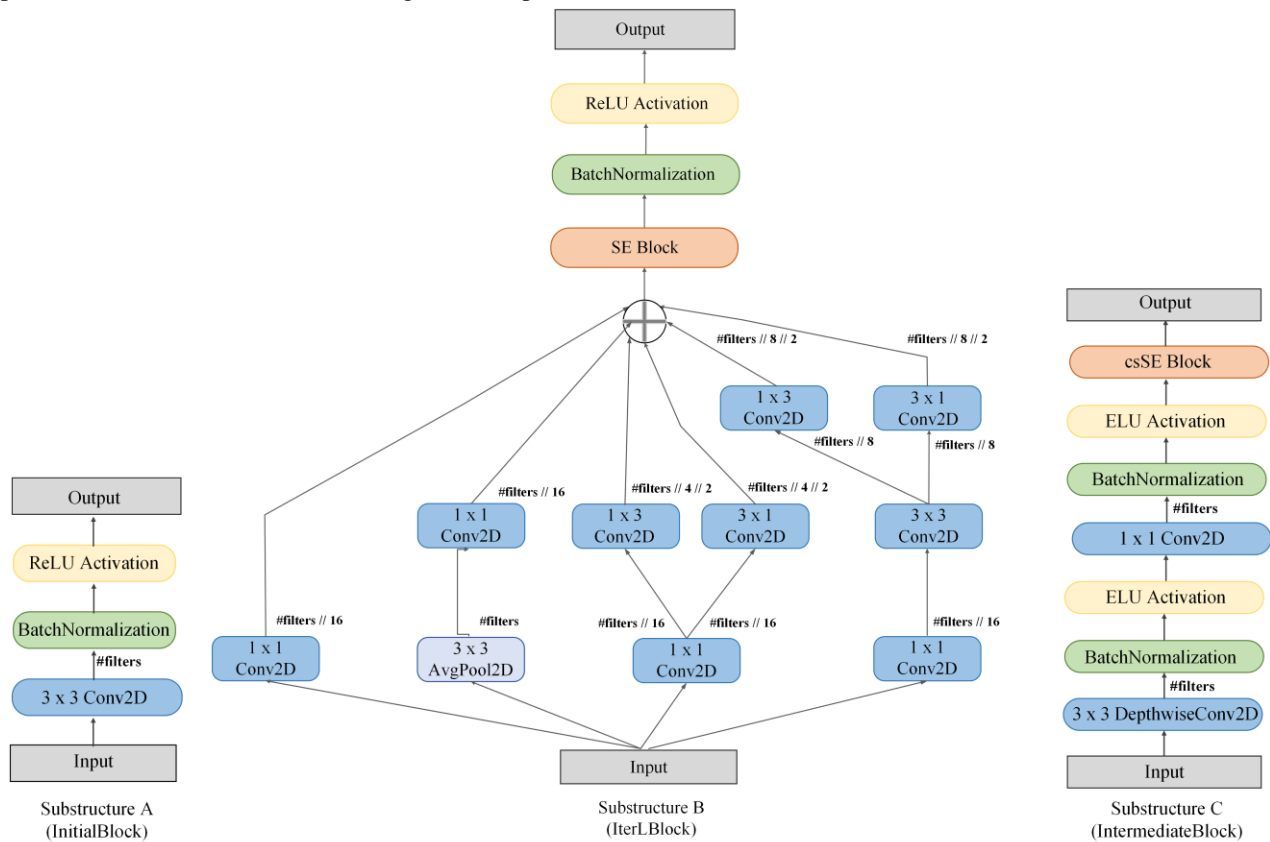 Output
ReLU Activation
BatchNormalization
SE Block
#filters // 8 // 2
#filters // 8 // 2
1 x 3
Conv2D
3 x 1
Conv2D
#filters // 8
#filters // 8
#filters // 16
#filters // 4 // 2
#filters // 4 // 2
1 x 1
Conv2D
1 x 3
Conv2D
3 x 1
Conv2D
3 x 3
Conv2D
#filters // 16
#filters
#filters // 16
#filters // 16
#filters // 16
1 x 1
Conv2D
3 x 3
AvgPool2D
1 x 1
Conv2D
1 x 1
Conv2D
Input
Substructure B
(IterLBlock)
Output
ReLU Activation
BatchNormalization
#filters
3 x 3 Conv2D
Input
Substructure A
(InitialBlock)
Output
csSE Block
ELU Activation
BatchNormalization
#filters
1 x 1 Conv2D
ELU Activation
BatchNormalization
#filters
3 x 3 DepthwiseConv2D
Input
Substructure C
(IntermediateBlock)